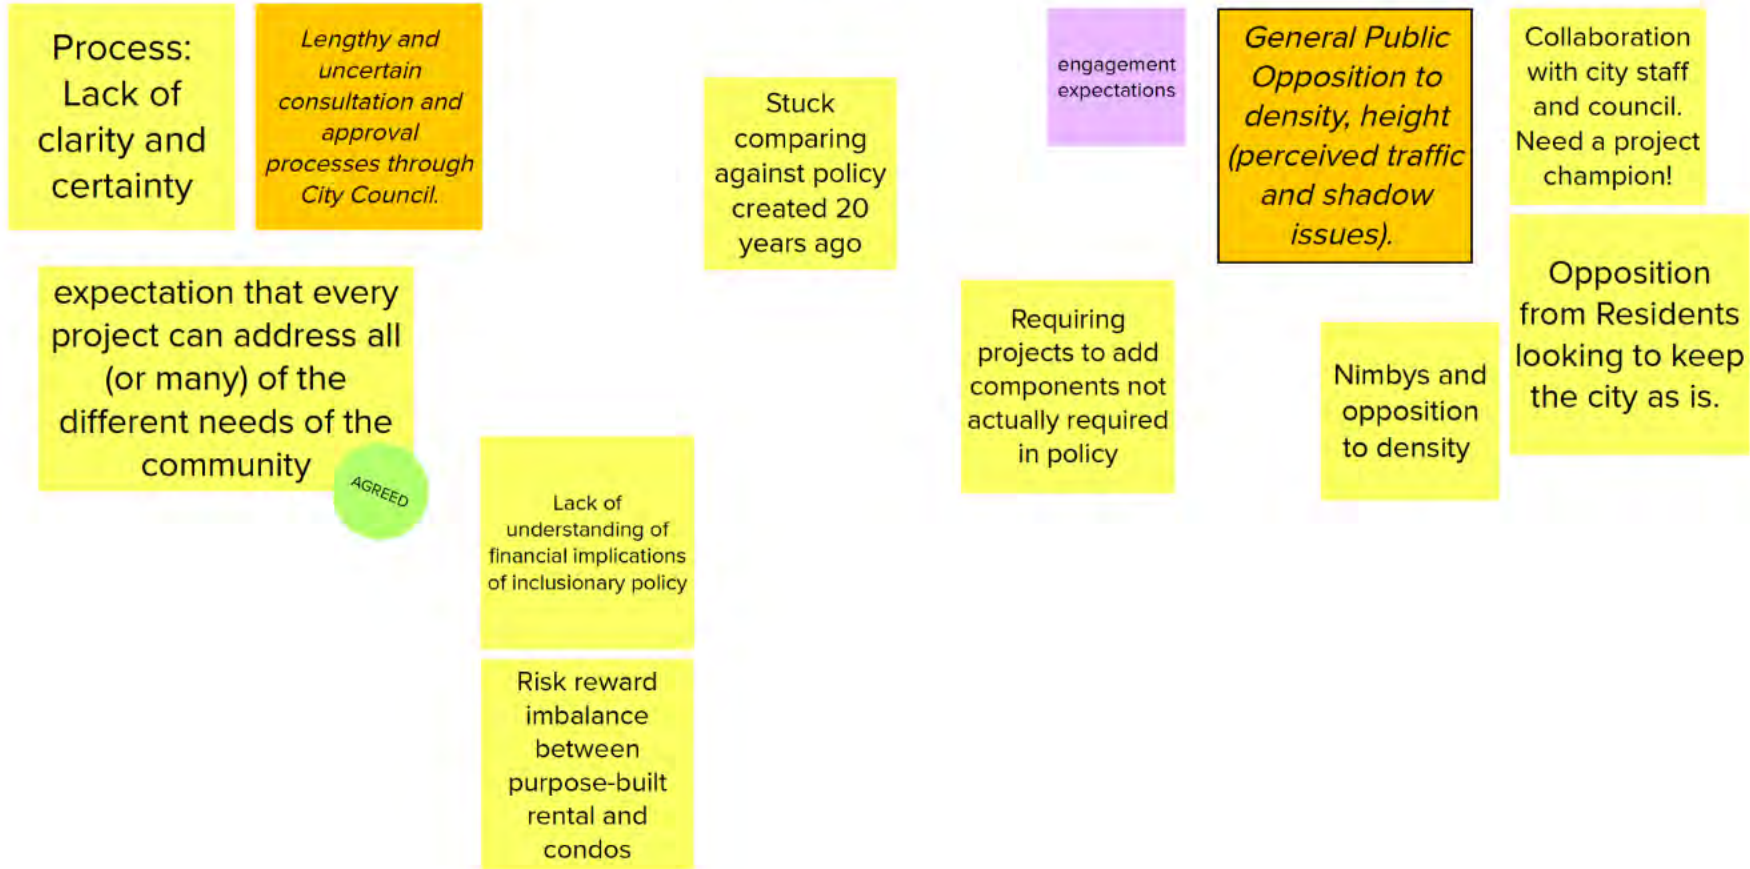 Process:
Lack of
clarity and
certainty
Lengthy and
uncertain
consultation and
approval
processes through
City Council.
Stuck
comparing
against policy
created 20
years ago
engagement
expectations
General Public
Opposition to
density, height
(perceived traffic
and shadow
issues).
Collaboration
with city staff
and council.
Need a project
champion!
expectation that every
project can address all
(or many) of the
different needs of the
community
AGREED
Requiring
projects to add
components not
actually required
in policy
Nimbys and
opposition
to density
Opposition
from Residents
looking to keep
the city as is.
Lack of
understanding of
financial implications
of inclusionary policy
Risk reward
imbalance
between
purpose-built
rental and
condos